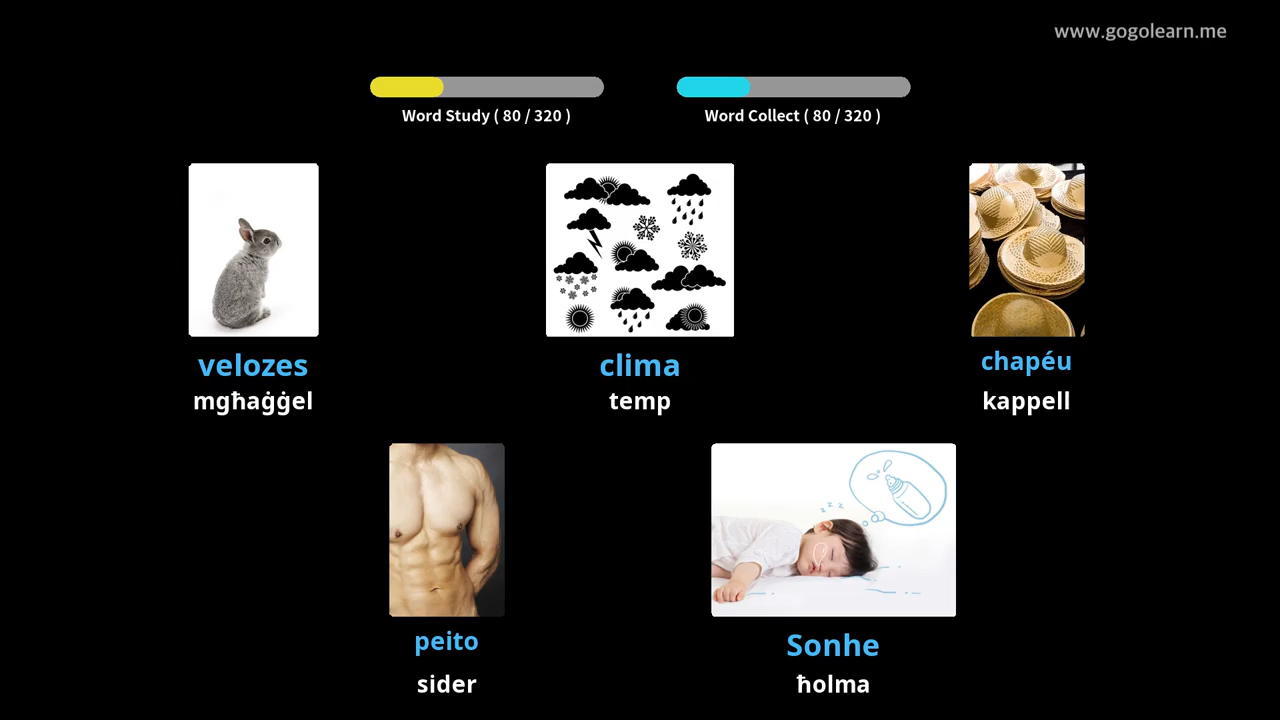 www.gogolearn.me
Word Study ( 80 / 320 )
Word Collect ( 80 / 320 )
velozes
mgħaġġel
clima
temp
chapéu
kappell
peito
sider
Sonhe
ħolma